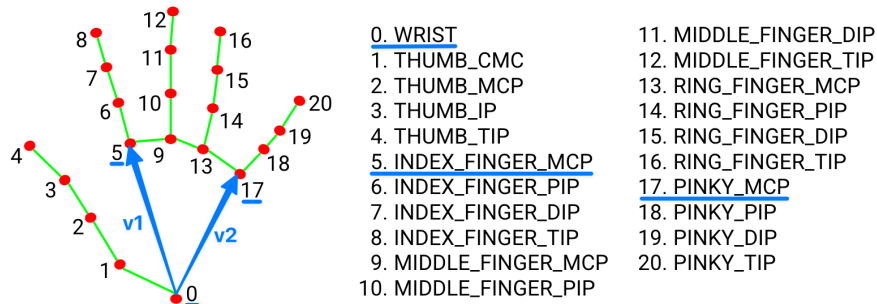 12
8
16
11
7
15
10
6
20
14
19
4
5
9
13
18
17
3
v1
v2
2
1
0
0. WRIST
1. THUMB_CMC
2. THUMB_MCP
3. THUMB_IP
4. THUMB_TIP
5. INDEX_FINGER_MCP
6. INDEX_FINGER_PIP
7. INDEX_FINGER_DIP
8. INDEX_FINGER_TIP
9. MIDDLE_FINGER_MCP
10. MIDDLE_FINGER_PIP
11. MIDDLE_FINGER_DIP
12. MIDDLE_FINGER_TIP
13. RING_FINGER_MCP
14. RING_FINGER_PIP
15. RING_FINGER_DIP
16. RING_FINGER_TIP
17. PINKY_MCP
18. PINKY_PIP
19. PINKY_DIP
20. PINKY_TIP